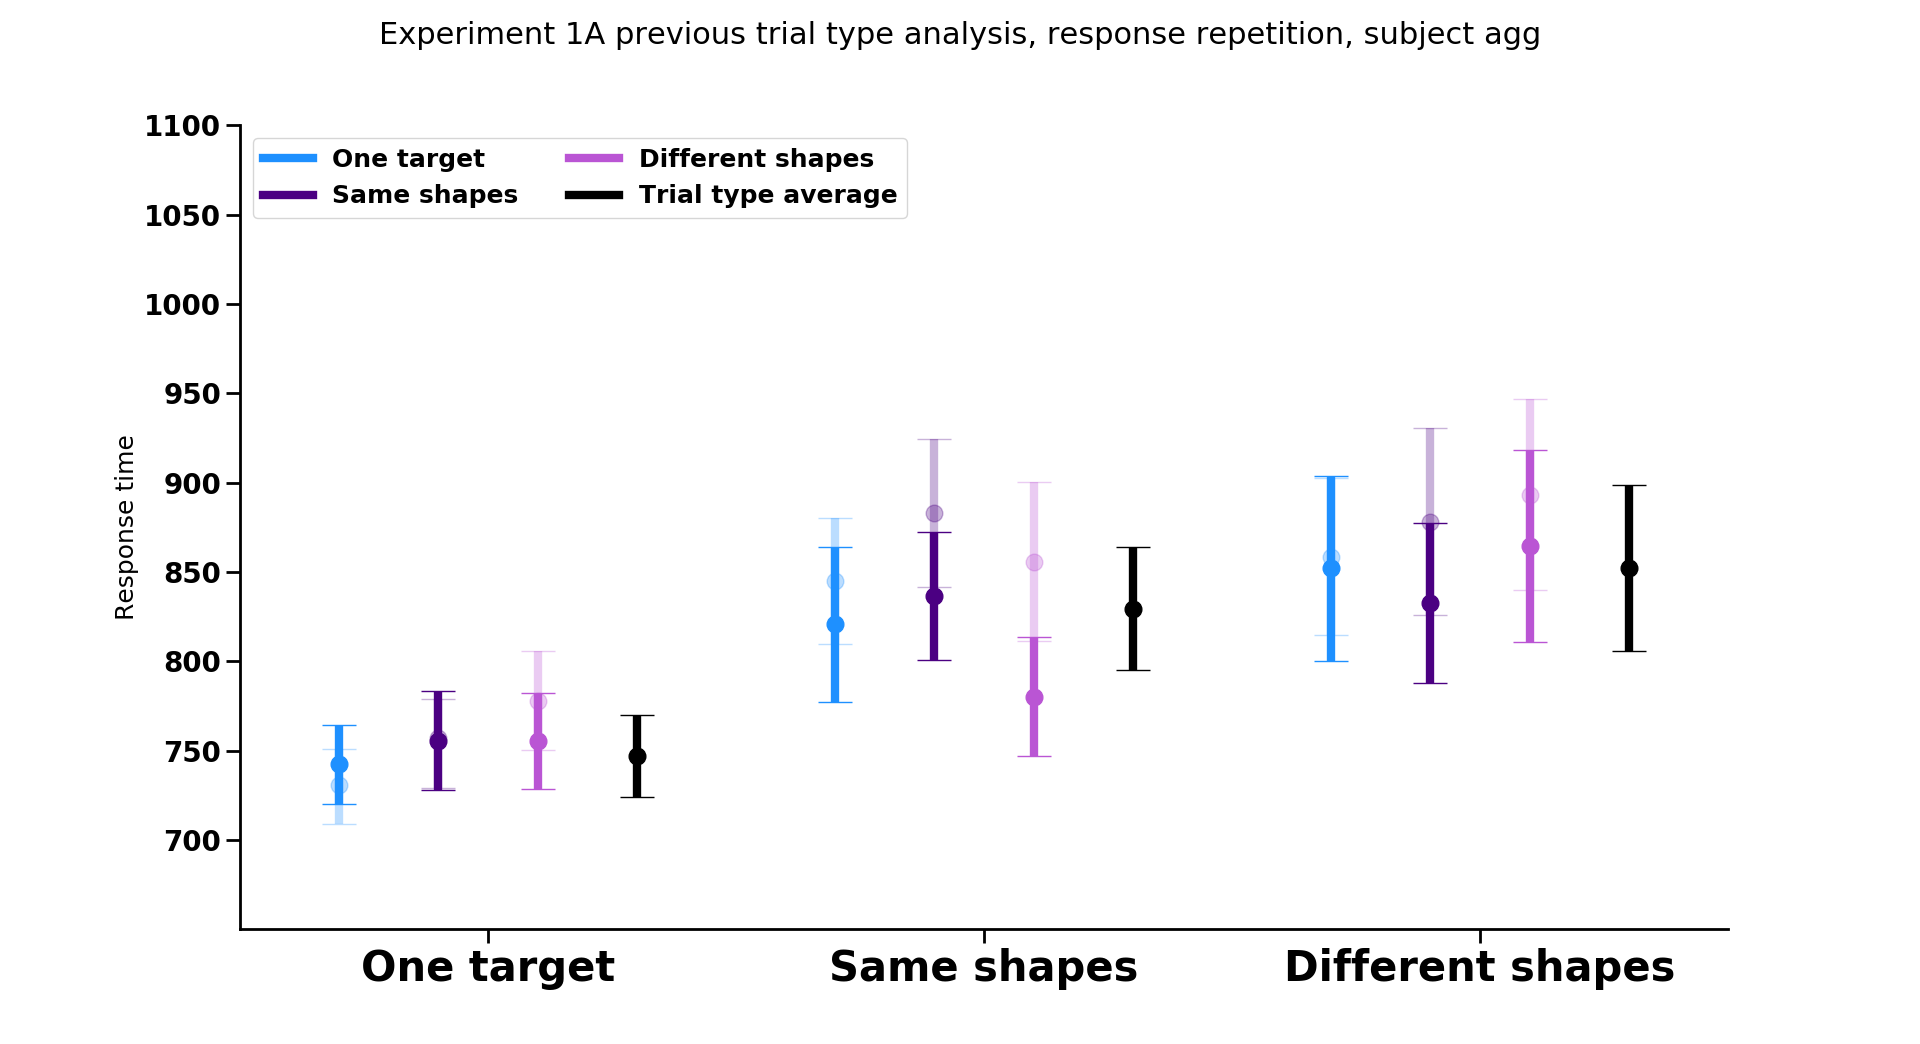 Experiment 1A previous trial type analysis, response repetition, subject agg
1100
1050
1000
950
900
850
800
750
700
Response time
One target
Same shapes
Different shapes
Trial type average
One target
Same shapes
Different shapes